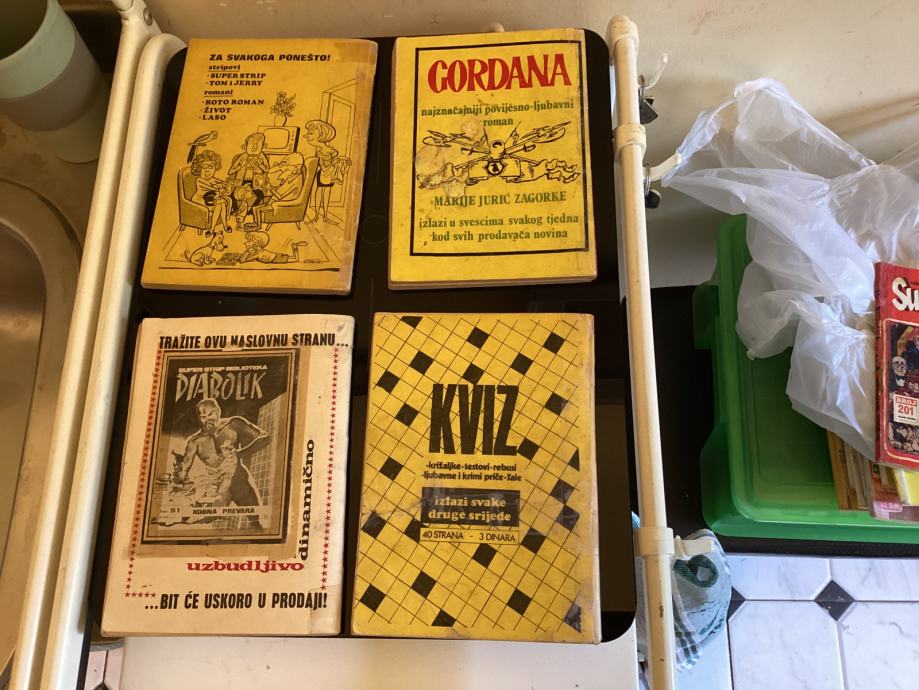 ZA SVAKOGA PONEŠTO!
stripovi
·SUPER STRIP
·TOM i JERRY
romani
·ROTO ROMAN
·ŽIVOT
·LASO
GORDANA
najznačajniji povijesno-ljubavni
roman
MARIJE JURIĆ ZAGORKE
izlazi u svescima svakog tjedna
kod svih prodavača novina
TRAŽITE OVU NASLOVNU STRANU...
SUPER STRIP BIBLIOTEKA
DIABOLIK
51 KOBNA PREVARA
dinamično
uzbudljivo
...BIT ĆE USKORO U PRODAJI!
KVIZ
·križaljke·testovi·rebusi
·ljubavne i krimi priče·šale
izlazi svake
druge srijede
40 STRANA - 3 DINARA
BROJ
201